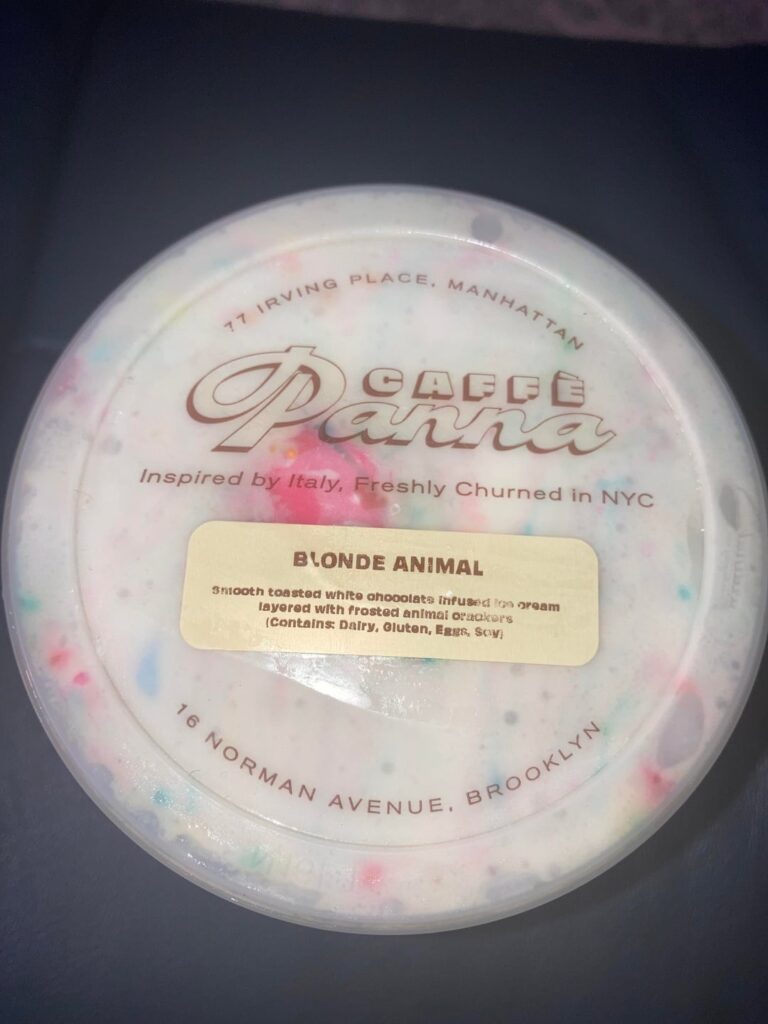 77 IRVING PLACE, MANHATTAN
CAFFÈ
Panna
Inspired by Italy, Freshly Churned in NYC
BLONDE ANIMAL
Smooth toasted white chocolate infused ice cream
layered with frosted animal crackers
(Contains: Dairy, Gluten, Eggs, Soy)
16 NORMAN AVENUE, BROOKLYN